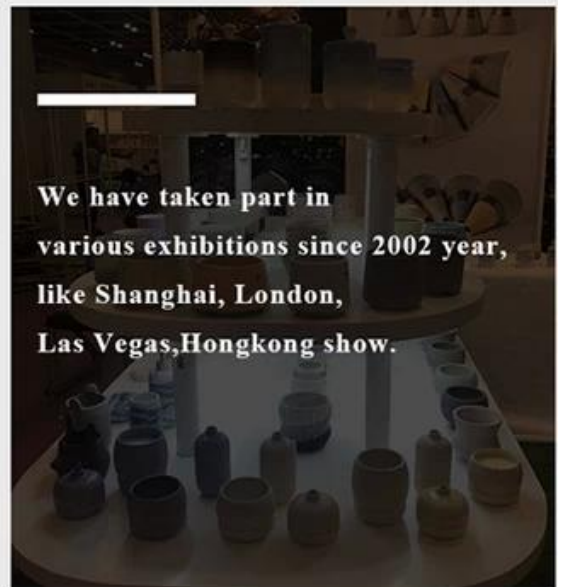 We have taken part in
various exhibitions since 2002 year,
like Shanghai, London,
Las Vegas,Hongkong show.